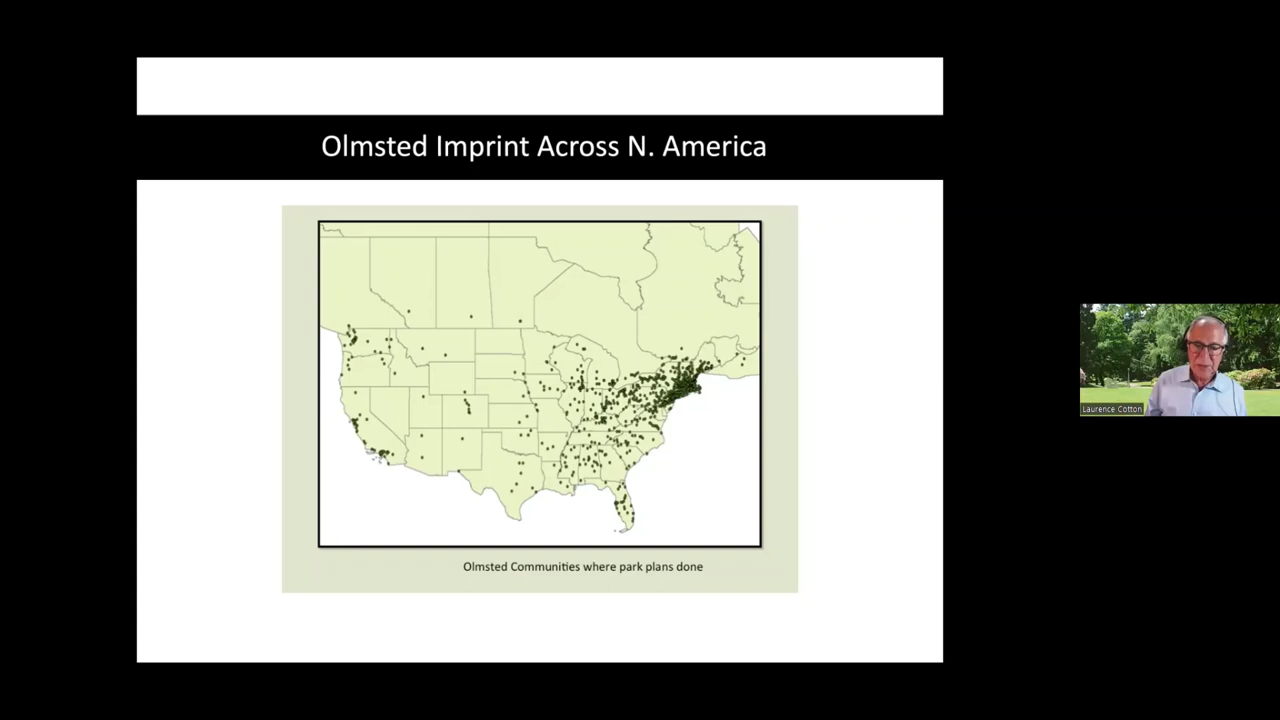 Olmsted Imprint Across N. America
Olmsted Communities where park plans done
Laurence Cotton